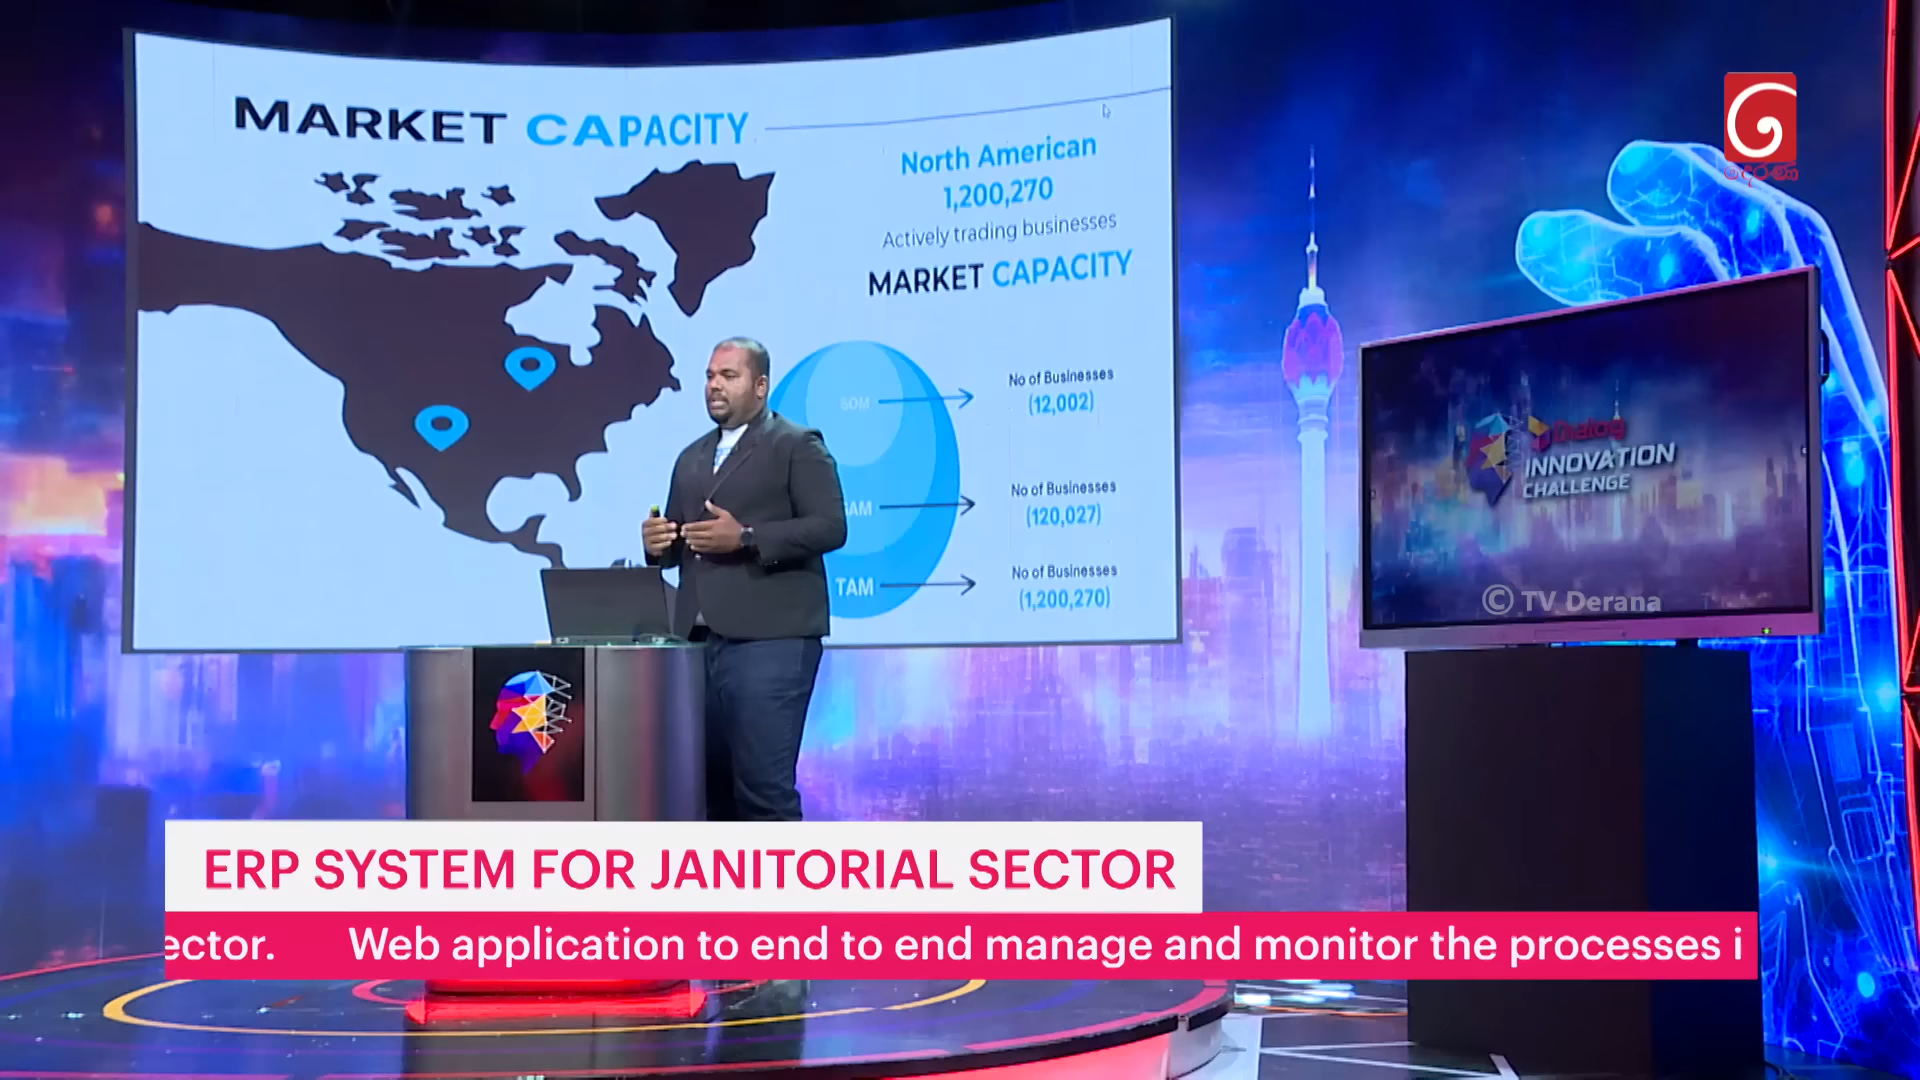 MARKET CAPACITY
North American
1,200,270
Actively trading businesses
MARKET CAPACITY
SOM
No of Businesses
(12,002)
SAM
No of Businesses
(120,027)
TAM
No of Businesses
(1,200,270)
දෙරණ
Dialog
INNOVATION
CHALLENGE
© TV Derana
ERP SYSTEM FOR JANITORIAL SECTOR
ector. Web application to end to end manage and monitor the processes i